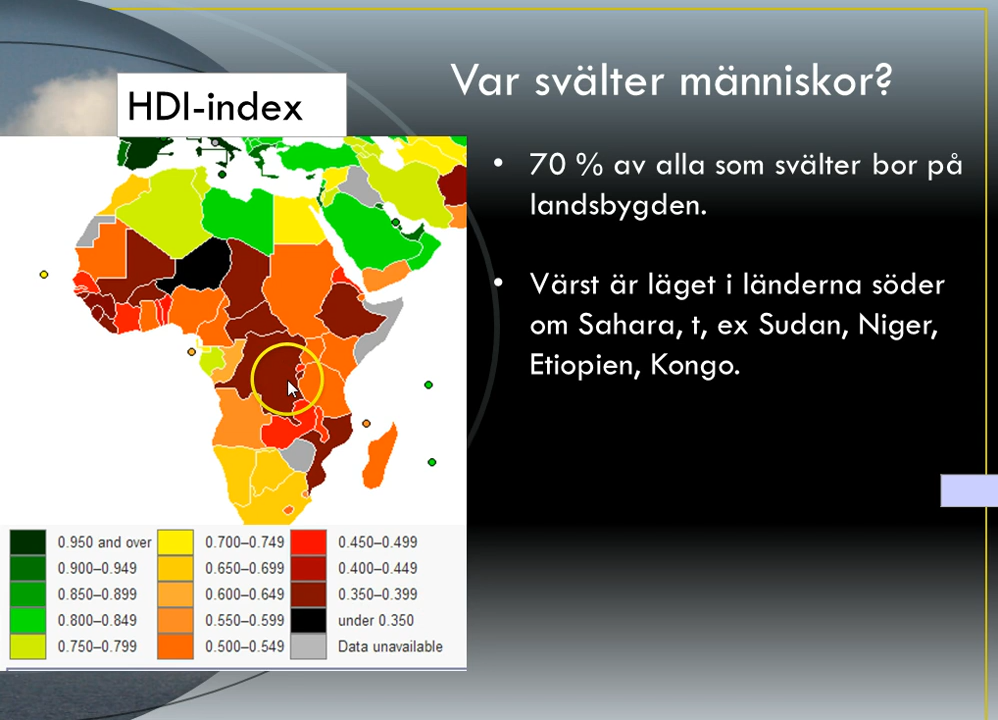 Var svälter människor?
HDI-index
• 70 % av alla som svälter bor på
landsbygden.
• Värst är läget i länderna söder
om Sahara, t, ex Sudan, Niger,
Etiopien, Kongo.
0.950 and over
0.900–0.949
0.850–0.899
0.800–0.849
0.750–0.799
0.700–0.749
0.650–0.699
0.600–0.649
0.550–0.599
0.500–0.549
0.450–0.499
0.400–0.449
0.350–0.399
under 0.350
Data unavailable